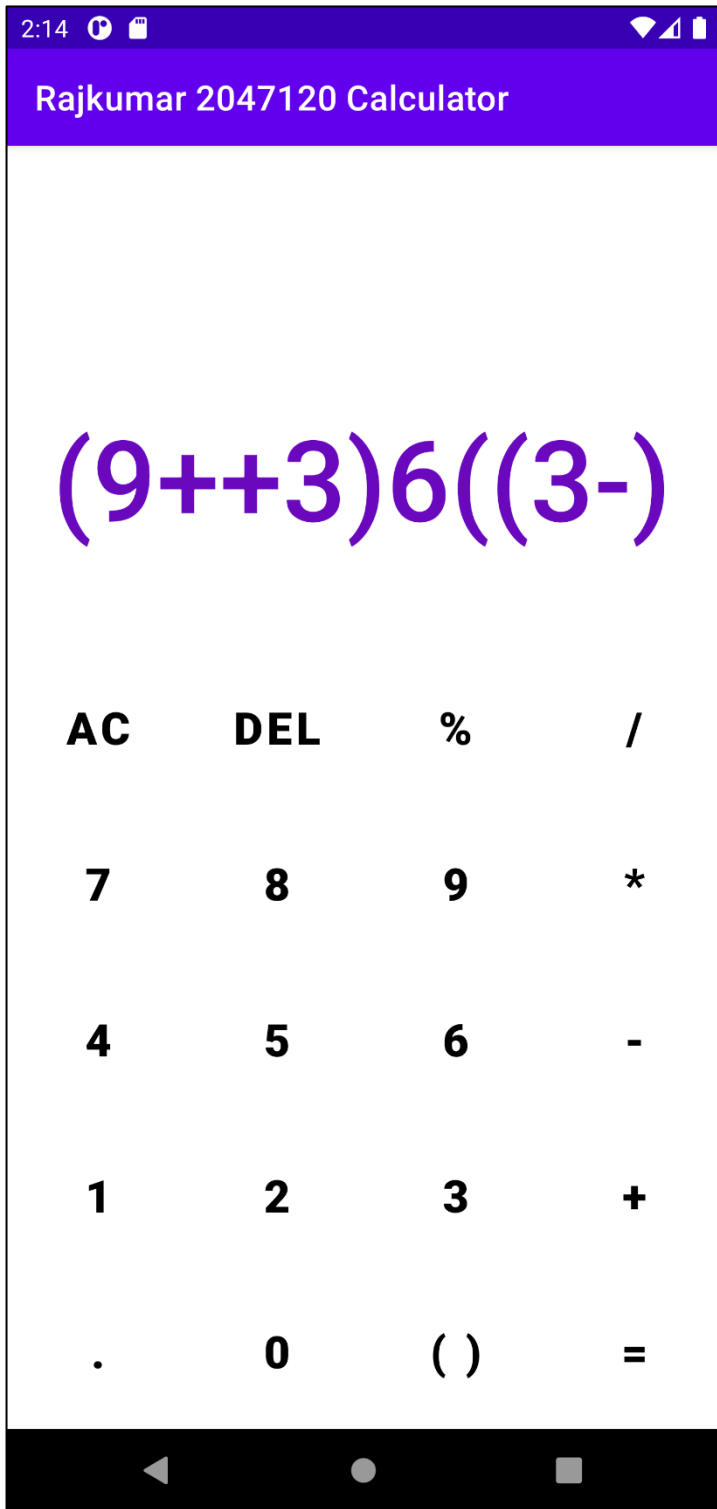 2:14
Rajkumar 2047120 Calculator
(9++3)6((3-)
AC DEL % /
7 8 9 *
4 5 6 -
1 2 3 +
. 0 ( ) =